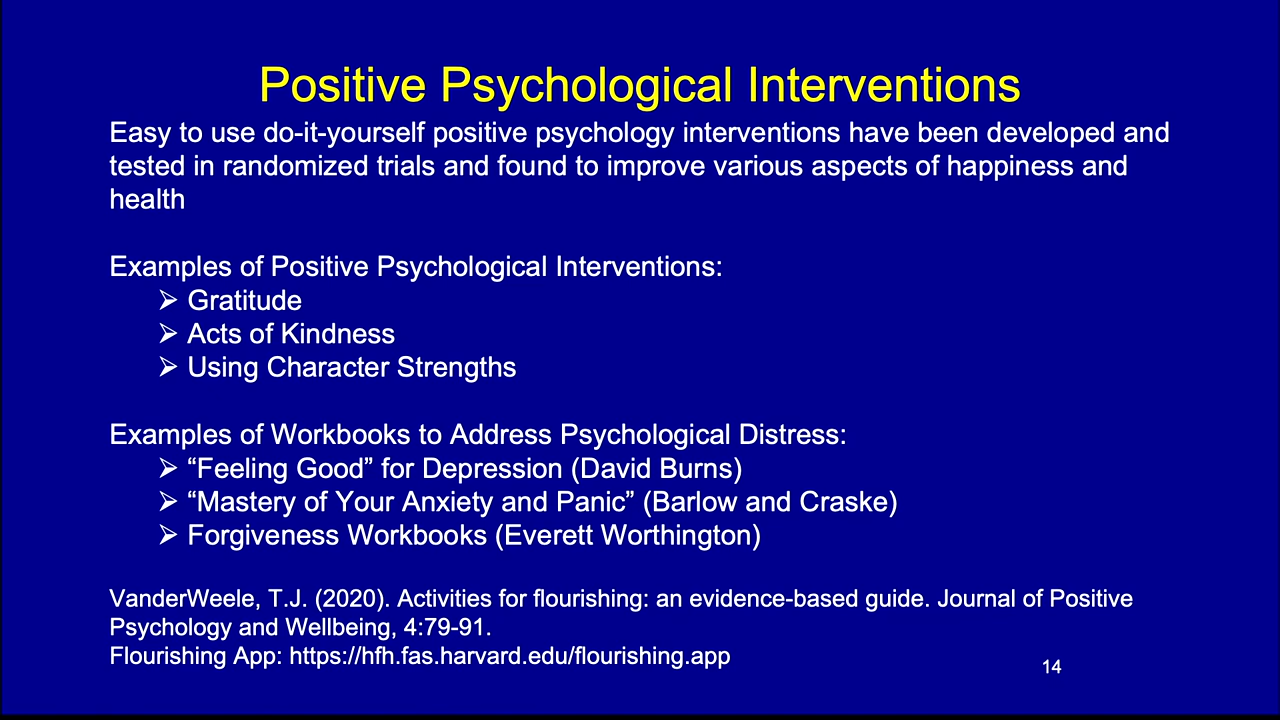 Positive Psychological Interventions
Easy to use do-it-yourself positive psychology interventions have been developed and
tested in randomized trials and found to improve various aspects of happiness and
health
Examples of Positive Psychological Interventions:
➢ Gratitude
➢ Acts of Kindness
➢ Using Character Strengths
Examples of Workbooks to Address Psychological Distress:
➢ “Feeling Good” for Depression (David Burns)
➢ “Mastery of Your Anxiety and Panic” (Barlow and Craske)
➢ Forgiveness Workbooks (Everett Worthington)
VanderWeele, T.J. (2020). Activities for flourishing: an evidence-based guide. Journal of Positive
Psychology and Wellbeing, 4:79-91.
Flourishing App: https://hfh.fas.harvard.edu/flourishing.app
14